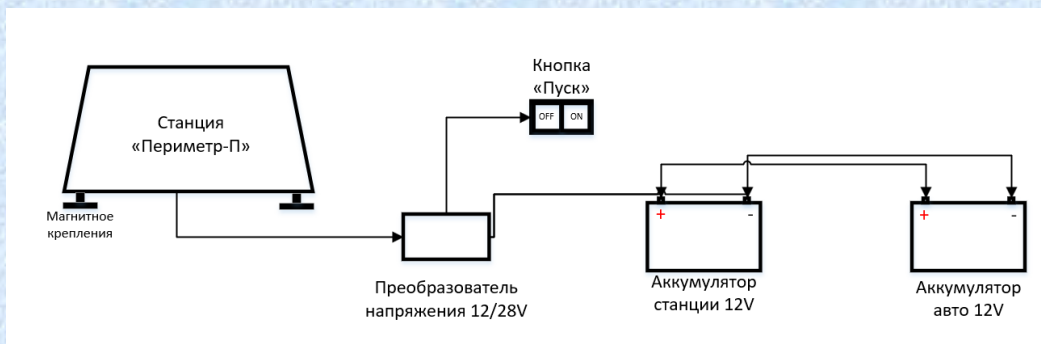 Кнопка
«Пуск»
OFF ON
Станция
«Периметр-П»
Магнитное
крепления
Преобразователь
напряжения 12/28V
+ -
Аккумулятор
станции 12V
+ -
Аккумулятор
авто 12V